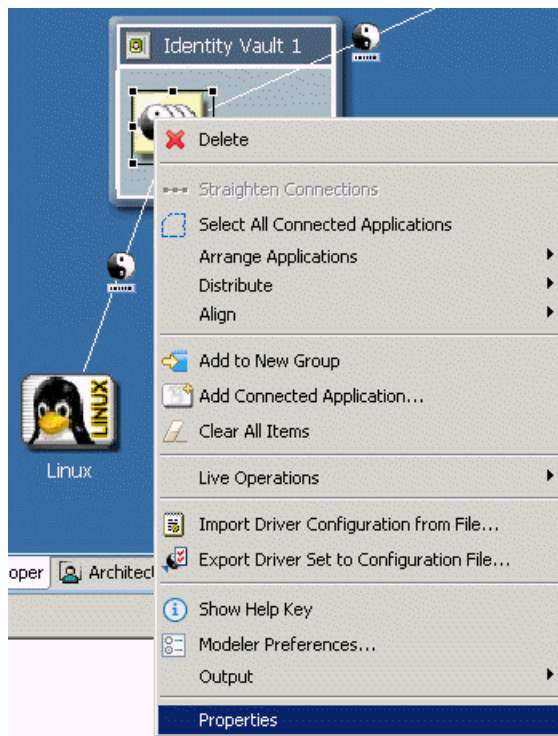 Identity Vault 1
Delete
Straighten Connections
Select All Connected Applications
Arrange Applications
Distribute
Align
Add to New Group
Add Connected Application...
Clear All Items
Live Operations
Import Driver Configuration from File...
Export Driver Set to Configuration File...
Show Help Key
Modeler Preferences...
Output
Properties
LINUX
Linux
oper
Architect